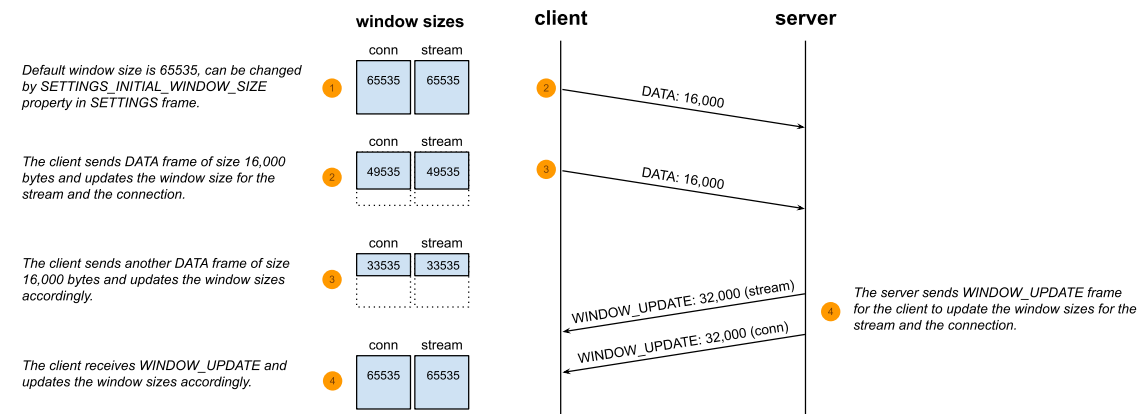 window sizes
client
server
conn
stream
Default window size is 65535, can be changed
by SETTINGS_INITIAL_WINDOW_SIZE
property in SETTINGS frame.
1
65535
65535
2
DATA: 16,000
conn
stream
The client sends DATA frame of size 16,000
bytes and updates the window size for the
stream and the connection.
2
49535
49535
3
DATA: 16,000
conn
stream
The client sends another DATA frame of size
16,000 bytes and updates the window sizes
accordingly.
3
33535
33535
WINDOW_UPDATE: 32,000 (stream)
WINDOW_UPDATE: 32,000 (conn)
4
The server sends WINDOW_UPDATE frame
for the client to update the window sizes for the
stream and the connection.
conn
stream
The client receives WINDOW_UPDATE and
updates the window sizes accordingly.
4
65535
65535